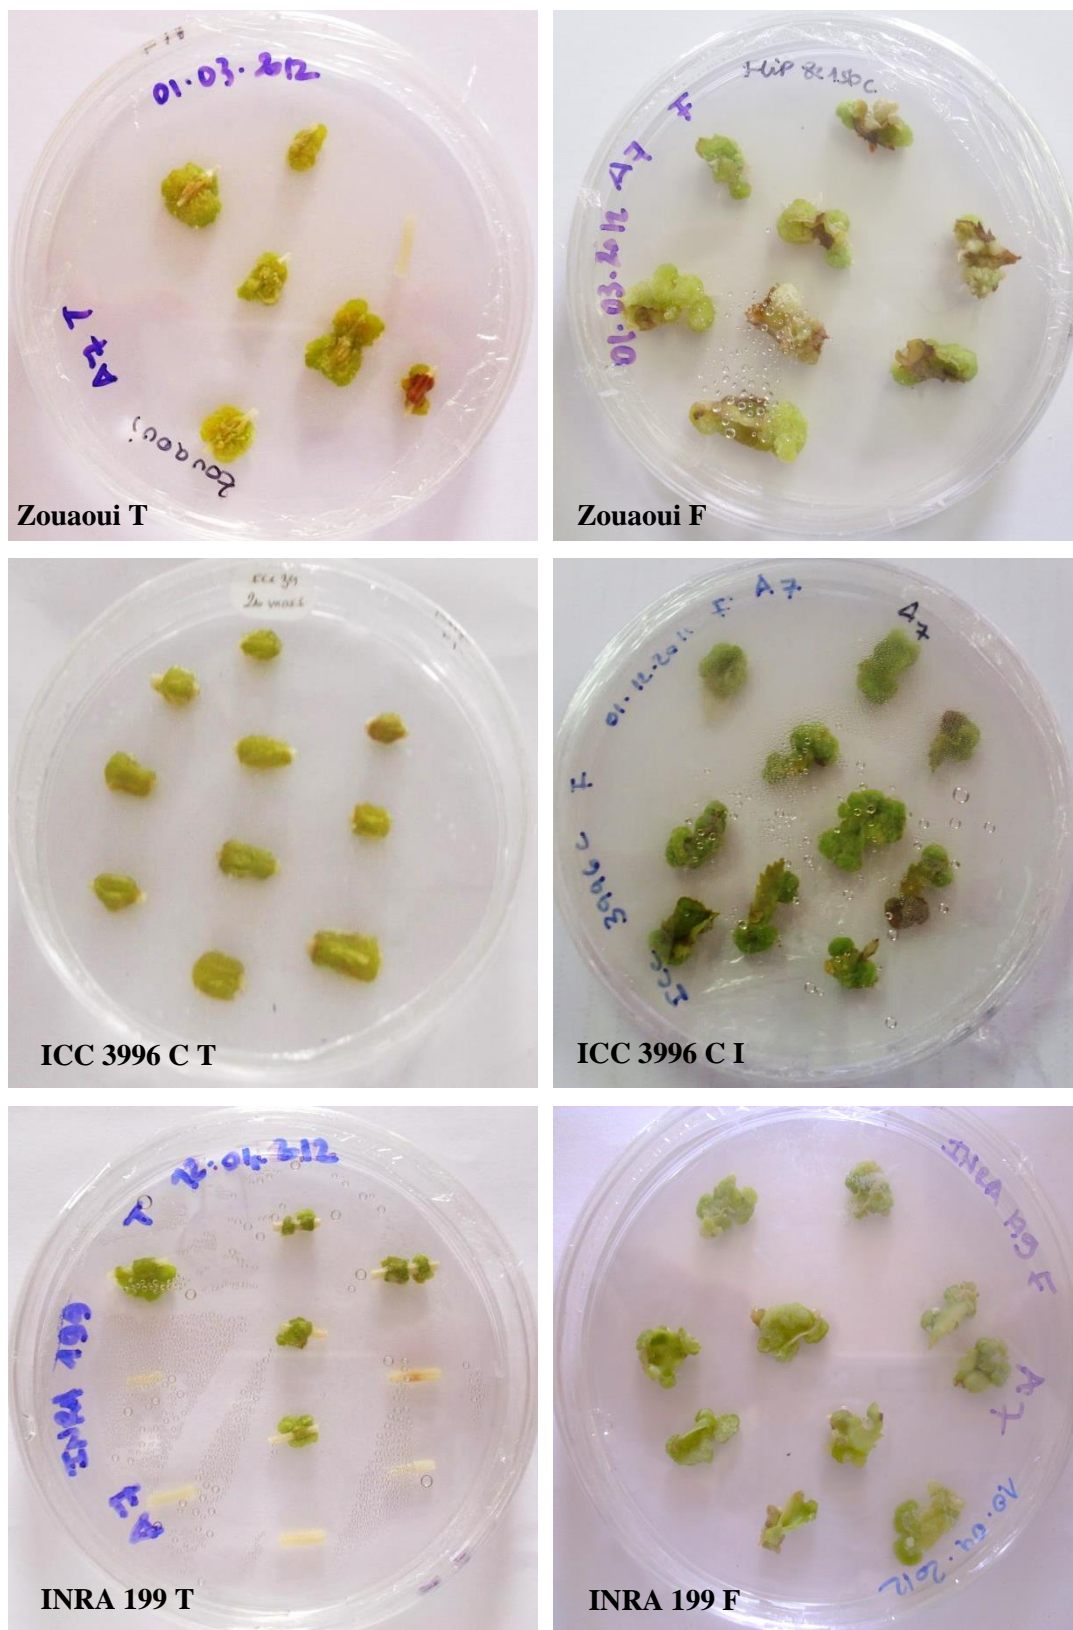 01.03.2012
A7 T
Zouaoui
Zouaoui T
F
01.03.2012 A7
Zouaoui F
ICC 3996 C T
01.12.2011 F A7
A7
ICC 3996 C F
ICC 3996 C I
12.04.2012
T
INRA 199
A7
INRA 199 T
INRA 199 F
A7
10.04.2012
INRA 199 F